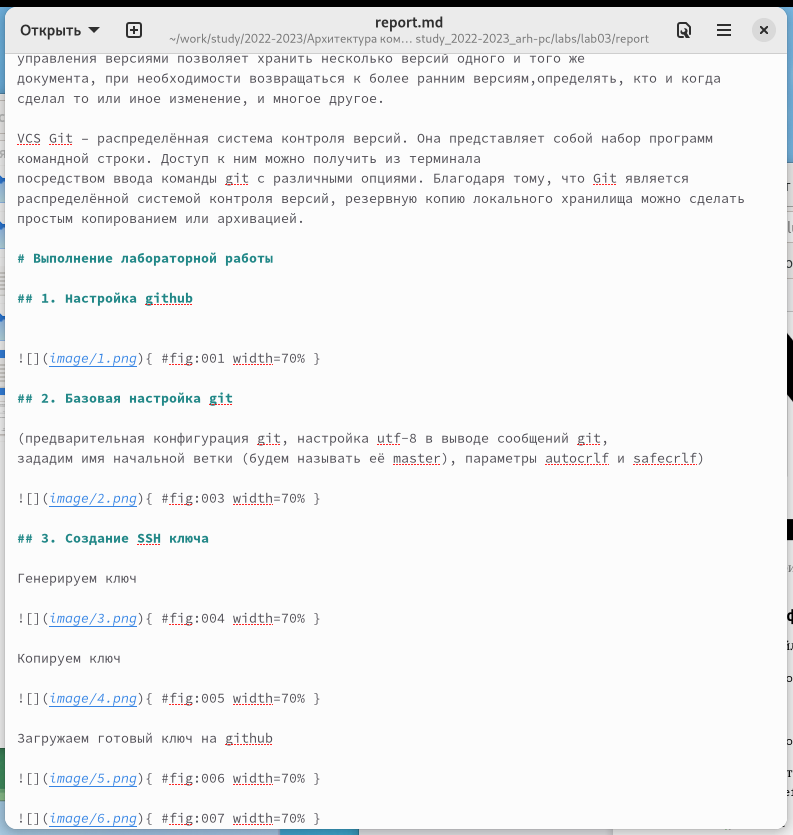 Открыть
report.md
~/work/study/2022-2023/Архитектура ком… study_2022-2023_arh-pc/labs/lab03/report
управления версиями позволяет хранить несколько версий одного и того же
документа, при необходимости возвращаться к более ранним версиям,определять, кто и когда
сделал то или иное изменение, и многое другое.
VCS Git – распределённая система контроля версий. Она представляет собой набор программ
командной строки. Доступ к ним можно получить из терминала
посредством ввода команды git с различными опциями. Благодаря тому, что Git является
распределённой системой контроля версий, резервную копию локального хранилища можно сделать
простым копированием или архивацией.
# Выполнение лабораторной работы
## 1. Настройка github
![](image/1.png){ #fig:001 width=70% }
## 2. Базовая настройка git
(предварительная конфигурация git, настройка utf-8 в выводе сообщений git,
зададим имя начальной ветки (будем называть её master), параметры autocrlf и safecrlf)
![](image/2.png){ #fig:003 width=70% }
## 3. Создание SSH ключа
Генерируем ключ
![](image/3.png){ #fig:004 width=70% }
Копируем ключ
![](image/4.png){ #fig:005 width=70% }
Загружаем готовый ключ на github
![](image/5.png){ #fig:006 width=70% }
![](image/6.png){ #fig:007 width=70% }